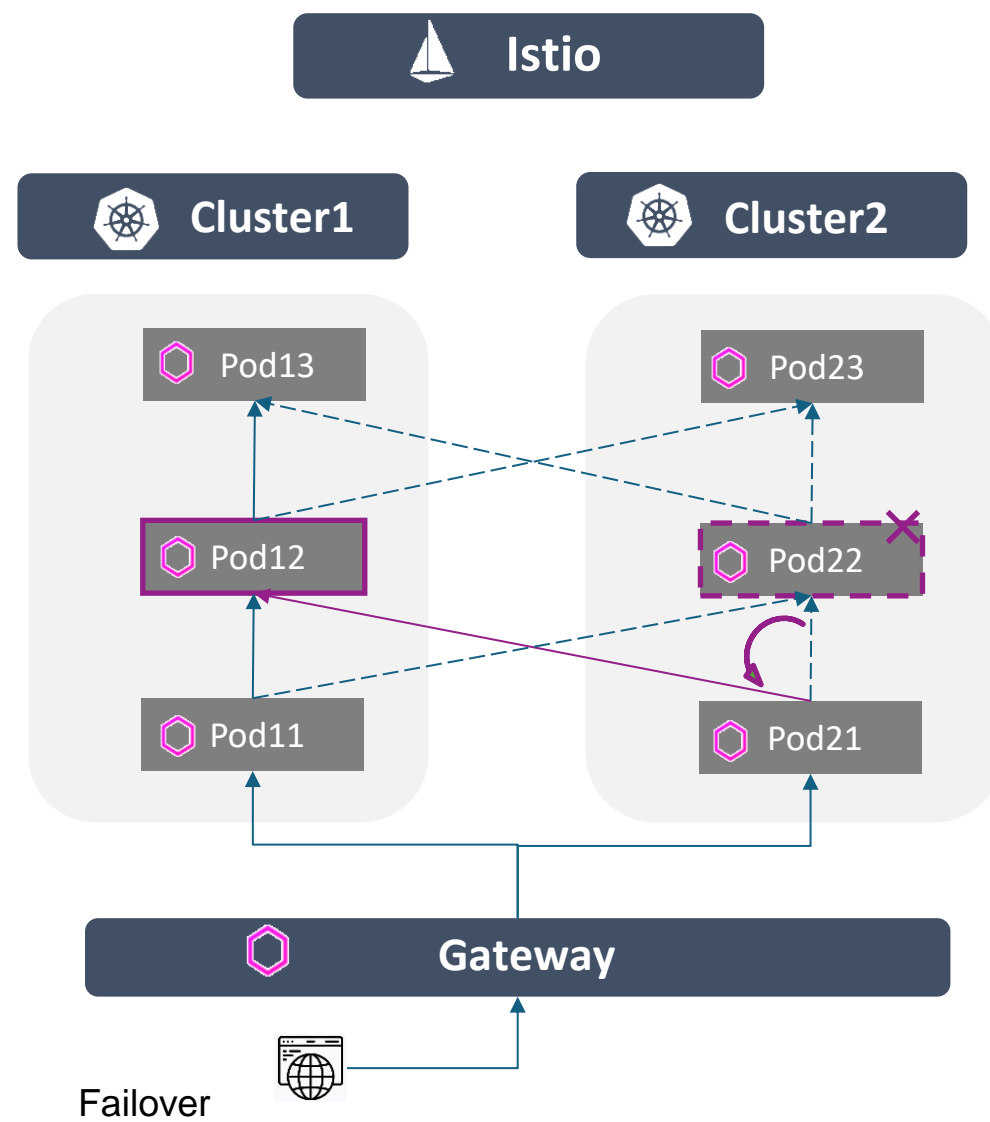 Istio
Cluster1
Cluster2
Pod13
Pod23
Pod12
Pod22
Pod11
Pod21
Gateway
Failover